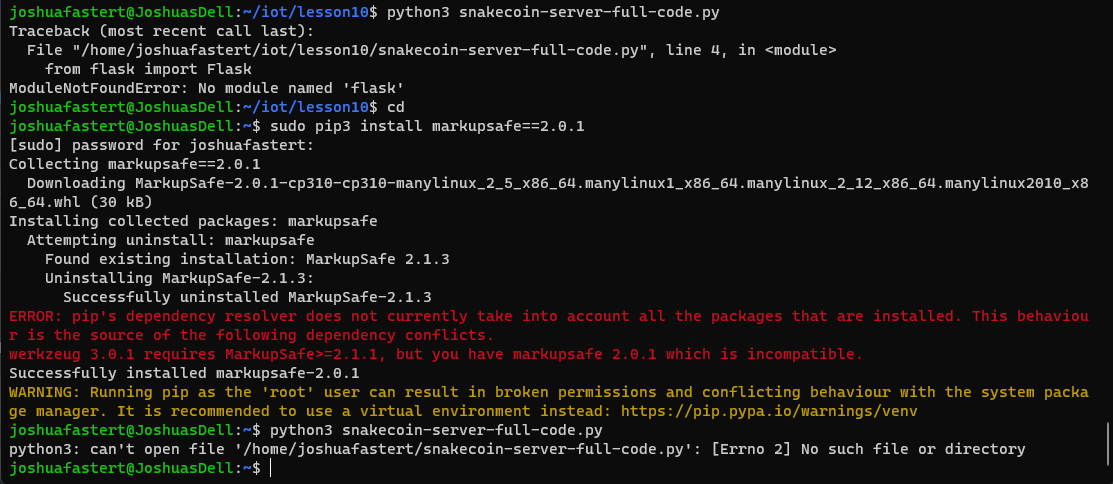 joshuafastert@JoshuasDell:~/iot/lesson10$ python3 snakecoin-server-full-code.py
Traceback (most recent call last):
  File "/home/joshuafastert/iot/lesson10/snakecoin-server-full-code.py", line 4, in <module>
    from flask import Flask
ModuleNotFoundError: No module named 'flask'
joshuafastert@JoshuasDell:~/iot/lesson10$ cd
joshuafastert@JoshuasDell:~$ sudo pip3 install markupsafe==2.0.1
[sudo] password for joshuafastert:
Collecting markupsafe==2.0.1
  Downloading MarkupSafe-2.0.1-cp310-cp310-manylinux_2_5_x86_64.manylinux1_x86_64.manylinux_2_12_x86_64.manylinux2010_x8
6_64.whl (30 kB)
Installing collected packages: markupsafe
  Attempting uninstall: markupsafe
    Found existing installation: MarkupSafe 2.1.3
    Uninstalling MarkupSafe-2.1.3:
      Successfully uninstalled MarkupSafe-2.1.3
ERROR: pip's dependency resolver does not currently take into account all the packages that are installed. This behaviou
r is the source of the following dependency conflicts.
werkzeug 3.0.1 requires MarkupSafe>=2.1.1, but you have markupsafe 2.0.1 which is incompatible.
Successfully installed markupsafe-2.0.1
WARNING: Running pip as the 'root' user can result in broken permissions and conflicting behaviour with the system packa
ge manager. It is recommended to use a virtual environment instead: https://pip.pypa.io/warnings/venv
joshuafastert@JoshuasDell:~$ python3 snakecoin-server-full-code.py
python3: can't open file '/home/joshuafastert/snakecoin-server-full-code.py': [Errno 2] No such file or directory
joshuafastert@JoshuasDell:~$